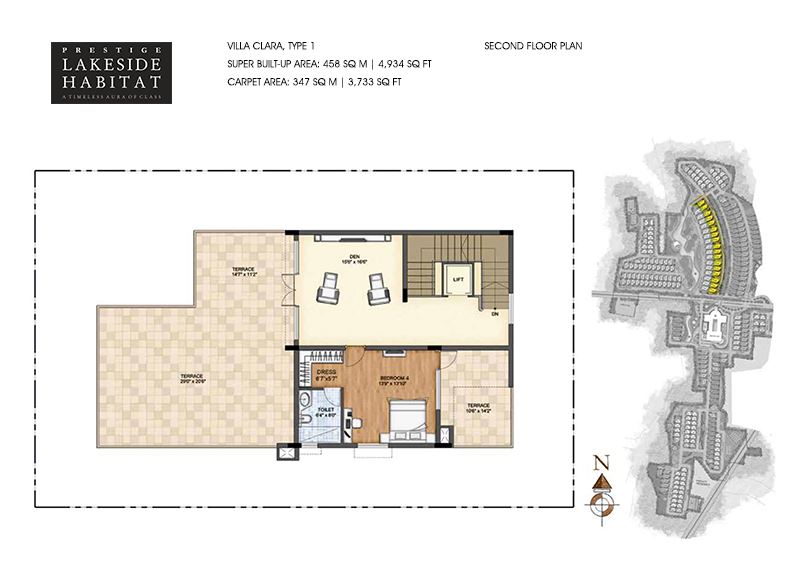 PRESTIGE
LAKESIDE
HABITAT
A TIMELESS AURA OF CLASS
VILLA CLARA, TYPE 1
SUPER BUILT-UP AREA: 458 SQ M | 4,934 SQ FT
CARPET AREA: 347 SQ M | 3,733 SQ FT
SECOND FLOOR PLAN
TERRACE
14'7" x 11'2"
DEN
15'5" x 16'6"
LIFT
DN
TERRACE
29'0" x 20'6"
DRESS
6'7"x5'7"
BEDROOM 4
13'9" x 13'10"
TOILET
6'4" x 8'0"
TERRACE
10'6" x 14'2"
N